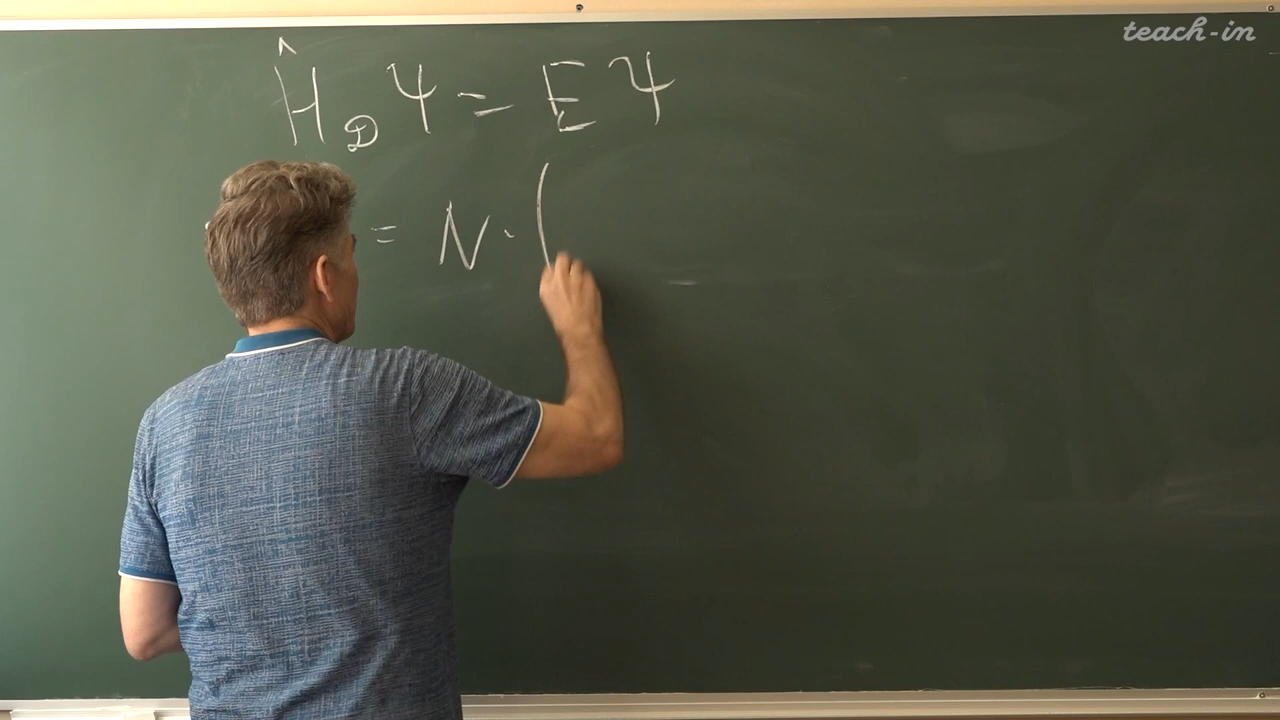 teach-in
Ĥ_D Ψ = E Ψ
= N · (